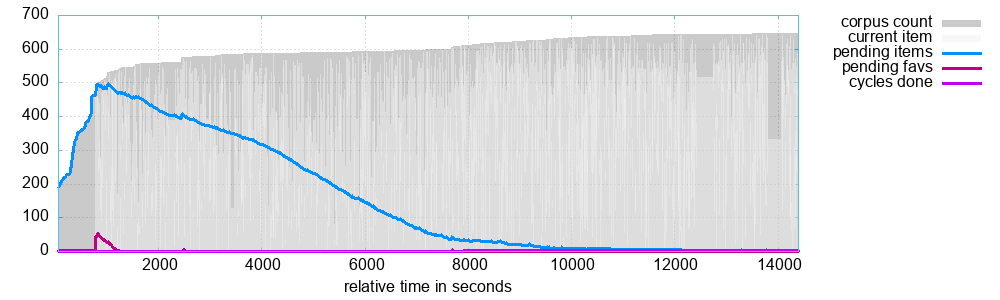 700
600
500
400
300
200
100
0
2000 4000 6000 8000 10000 12000 14000
relative time in seconds
corpus count
current item
pending items
pending favs
cycles done